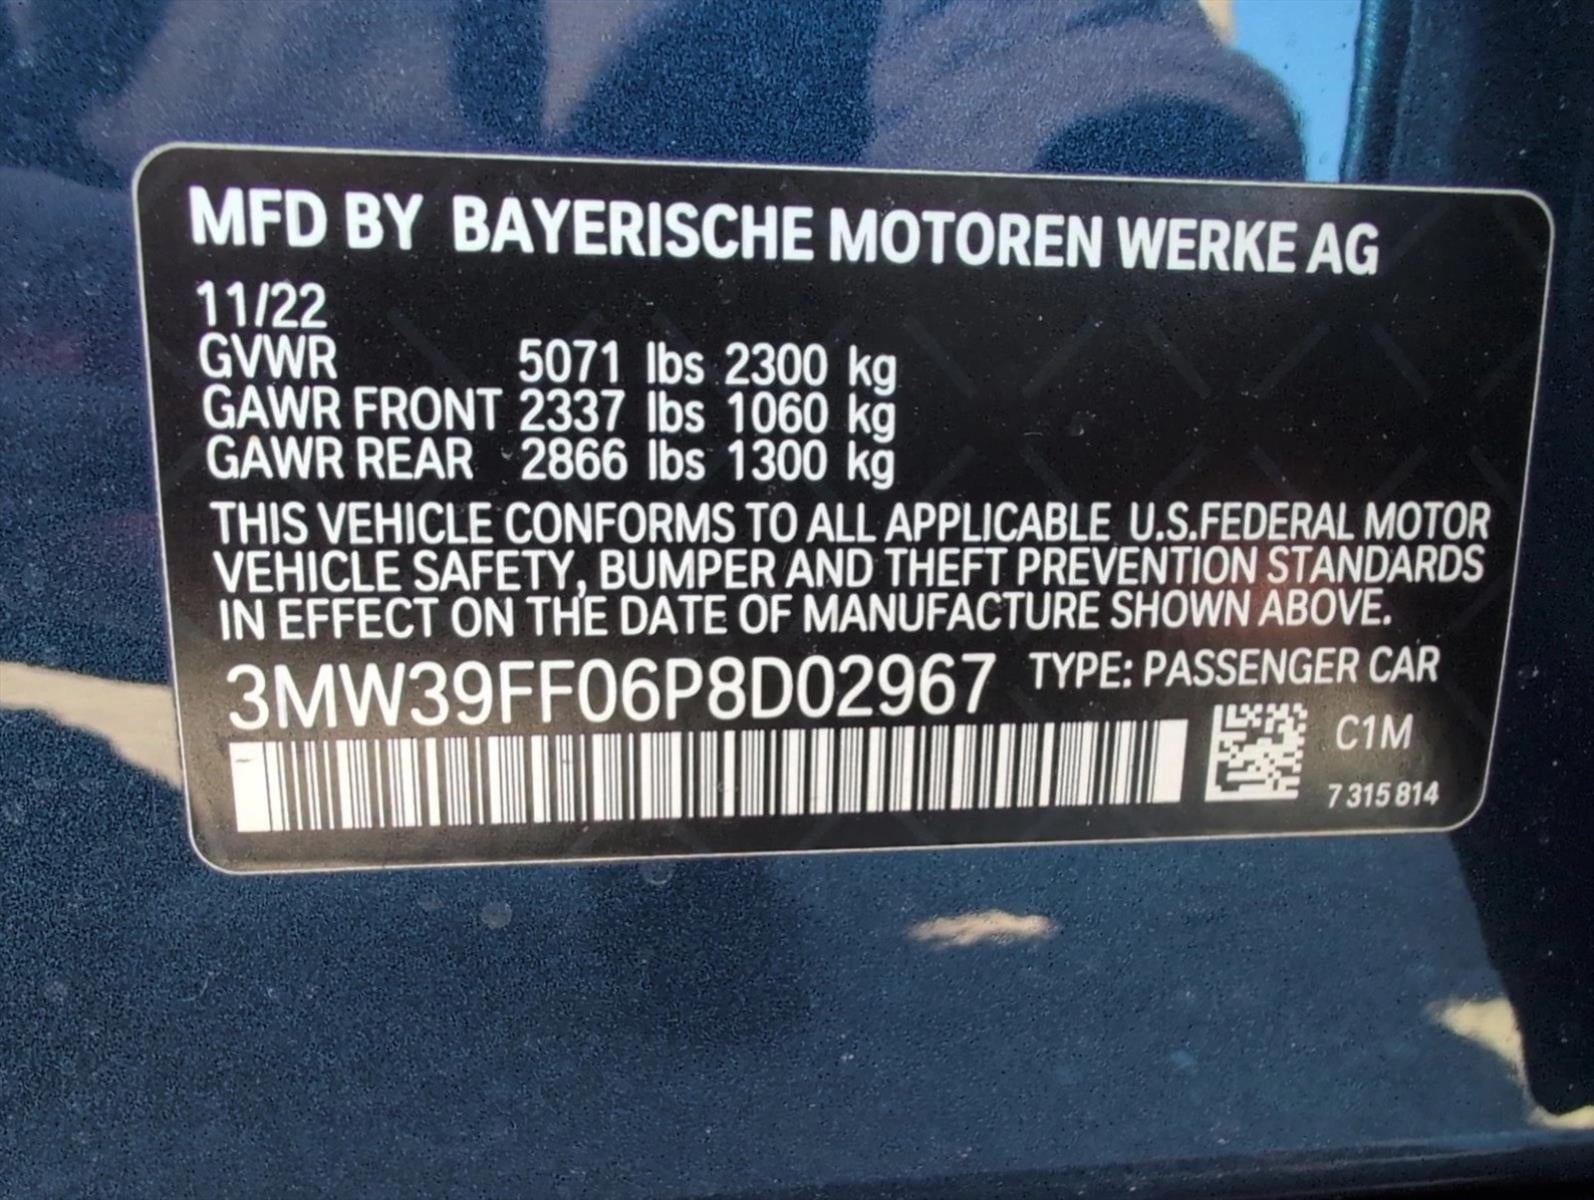 MFD BY BAYERISCHE MOTOREN WERKE AG
11/22
GVWR 5071 lbs 2300 kg
GAWR FRONT 2337 lbs 1060 kg
GAWR REAR 2866 lbs 1300 kg
THIS VEHICLE CONFORMS TO ALL APPLICABLE U.S.FEDERAL MOTOR
VEHICLE SAFETY, BUMPER AND THEFT PREVENTION STANDARDS
IN EFFECT ON THE DATE OF MANUFACTURE SHOWN ABOVE.
3MW39FF06P8D02967 TYPE: PASSENGER CAR
C1M
7 315 814